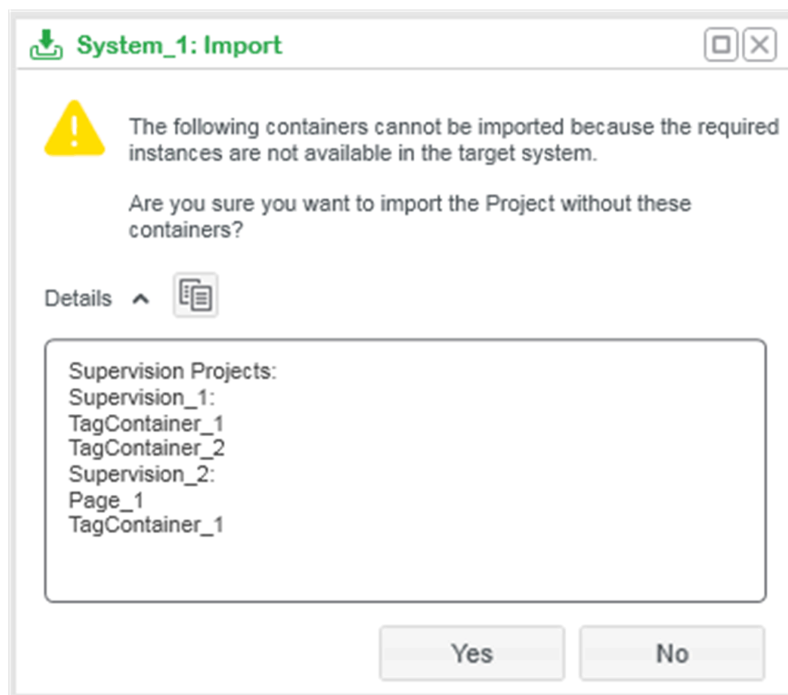 System_1: Import
The following containers cannot be imported because the required
instances are not available in the target system.
Are you sure you want to import the Project without these
containers?
Details
Supervision Projects:
Supervision_1:
TagContainer_1
TagContainer_2
Supervision_2:
Page_1
TagContainer_1
Yes No